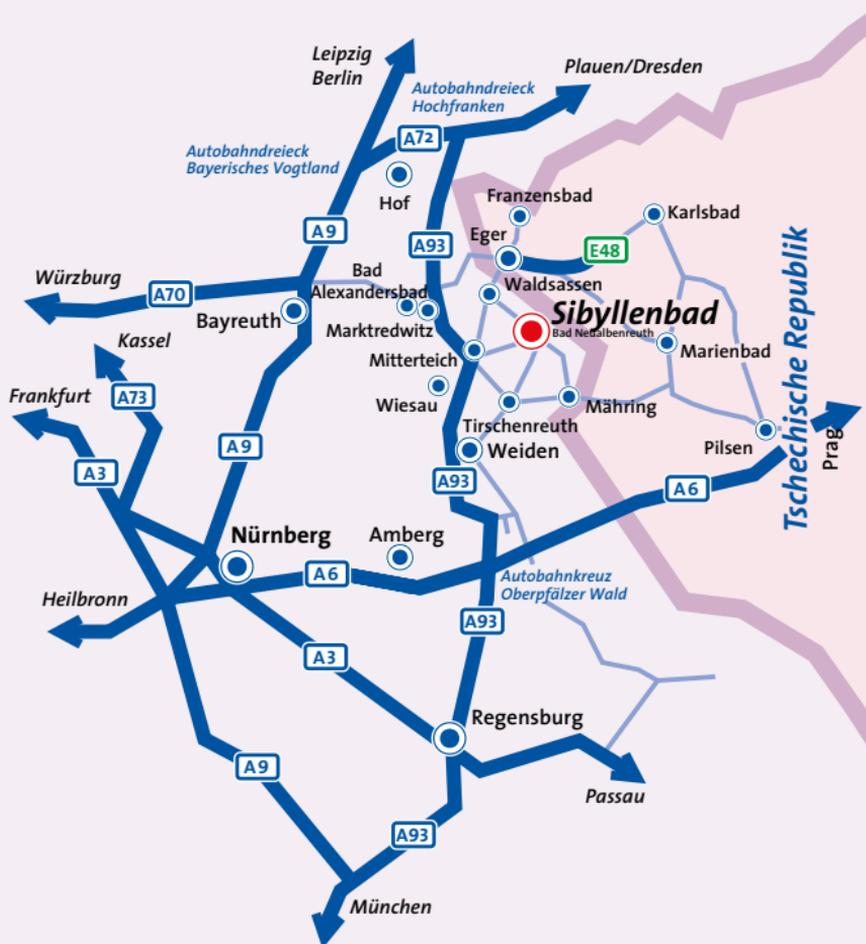 Leipzig
Berlin
Plauen/Dresden
Autobahndreieck
Hochfranken
A72
Autobahndreieck
Bayerisches Vogtland
Hof
Franzensbad
Karlsbad
A9
A93
Eger
E48
Bad
Alexandersbad
Waldsassen
Würzburg
A70
Sibyllenbad
Bad Neualbenreuth
Bayreuth
Marktredwitz
Kassel
Mitterteich
Marienbad
Tschechische Republik
Frankfurt
A73
Wiesau
Mähring
Tirschenreuth
Pilsen
Prag
A9
Weiden
A3
A93
A6
Nürnberg
Amberg
A6
Autobahnkreuz
Oberpfälzer Wald
Heilbronn
A93
A3
Regensburg
A9
Passau
A93
München